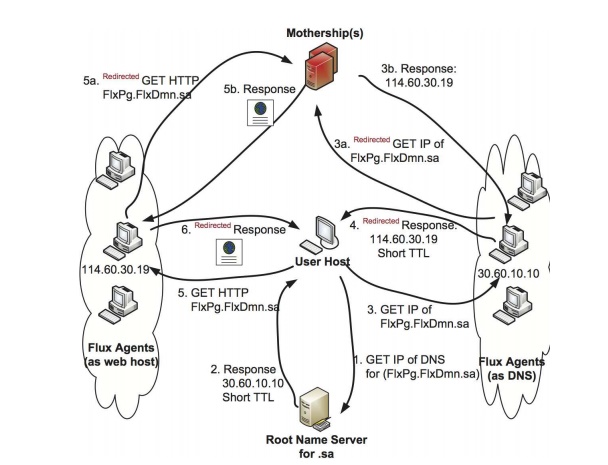 Mothership(s)
5a. Redirected GET HTTP
FlxPg.FlxDmn.sa
5b. Response
3b. Response:
114.60.30.19
3a. Redirected GET IP of
FlxPg.FlxDmn.sa
6. Redirected Response
4. Redirected Response:
114.60.30.19
Short TTL
User Host
114.60.30.19
30.60.10.10
5. GET HTTP
FlxPg.FlxDmn.sa
3. GET IP of
FlxPg.FlxDmn.sa
Flux Agents
(as web host)
2. Response
30.60.10.10
Short TTL
1. GET IP of DNS
for (FlxPg.FlxDmn.sa)
Flux Agents
(as DNS)
Root Name Server
for .sa